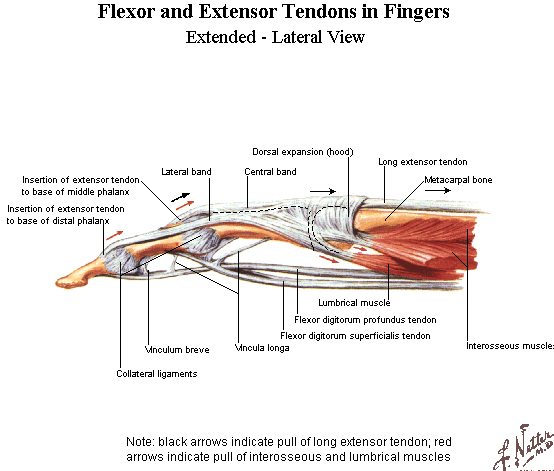 Flexor and Extensor Tendons in Fingers
Extended - Lateral View
Dorsal expansion (hood)
Long extensor tendon
Insertion of extensor tendon
to base of middle phalanx
Lateral band
Central band
Metacarpal bone
Insertion of extensor tendon
to base of distal phalanx
Lumbrical muscle
Flexor digitorum profundus tendon
Flexor digitorum superficialis tendon
Interosseous muscles
Vinculum breve
Vincula longa
Collateral ligaments
Note: black arrows indicate pull of long extensor tendon; red
arrows indicate pull of interosseous and lumbrical muscles
F. Netter
M.D.